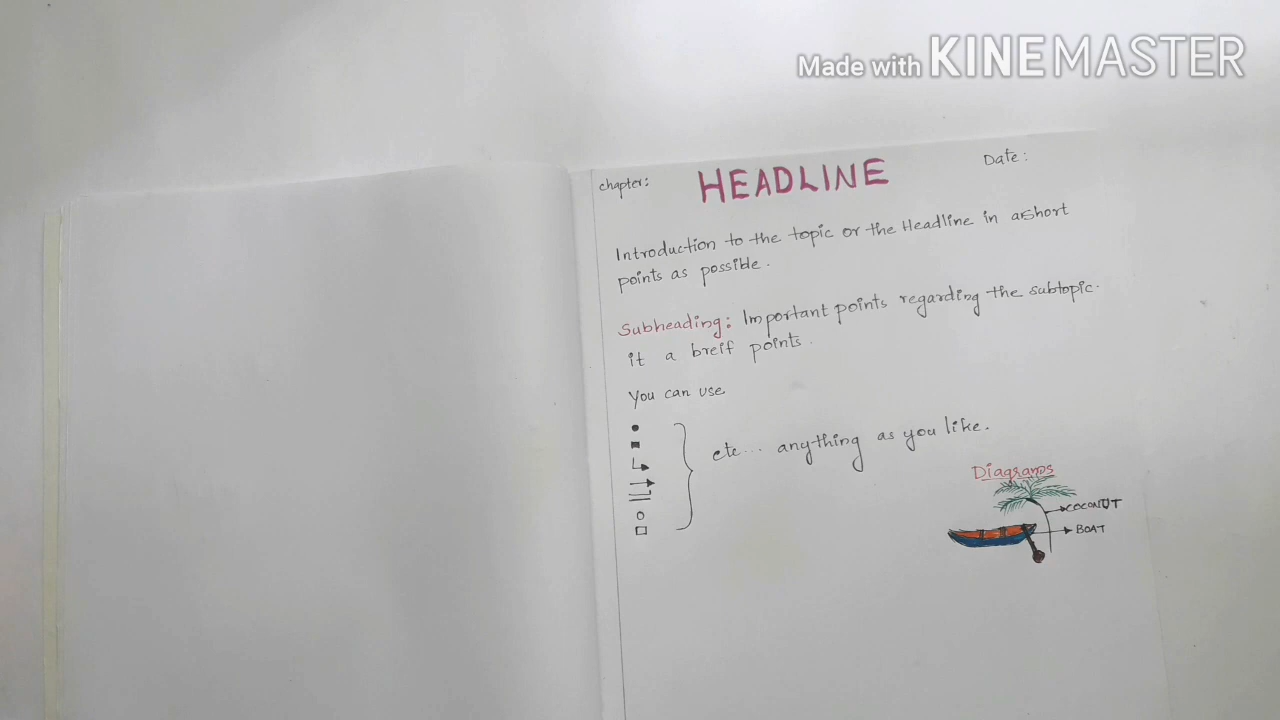 Made with KINEMASTER
chapter:
HEADLINE
Date:
Introduction to the topic or the Headline in a short
points as possible.
Subheading: Important points regarding the subtopic.
it a breif points.
You can use
etc... anything as you like.
Diagrams
COCONUT
BOAT